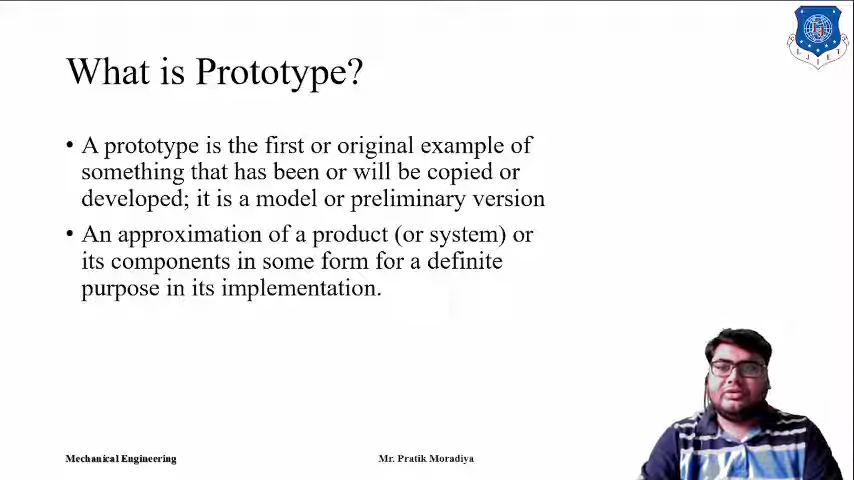 What is Prototype?
• A prototype is the first or original example of
something that has been or will be copied or
developed; it is a model or preliminary version
• An approximation of a product (or system) or
its components in some form for a definite
purpose in its implementation.
Mechanical Engineering
Mr. Pratik Moradiya
LJIET